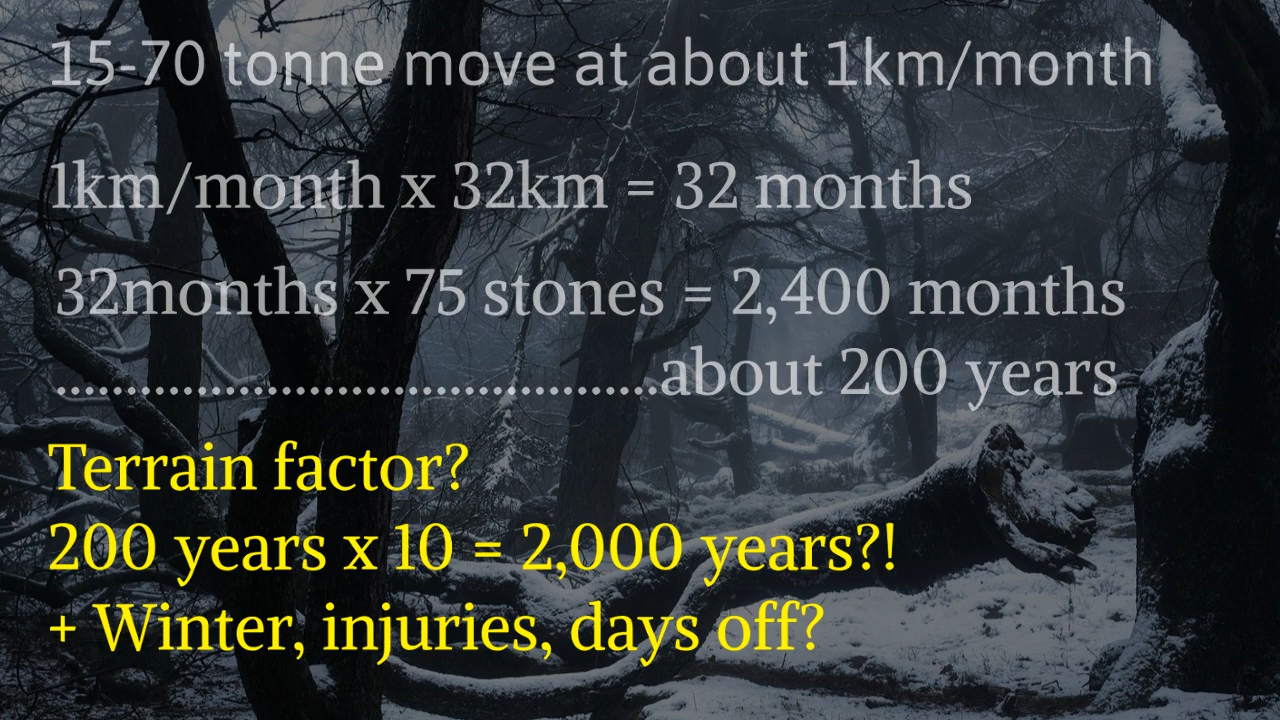 15-70 tonne move at about 1km/month
1km/month x 32km = 32 months
32months x 75 stones = 2,400 months
...........................................about 200 years
Terrain factor?
200 years x 10 = 2,000 years?!
+ Winter, injuries, days off?